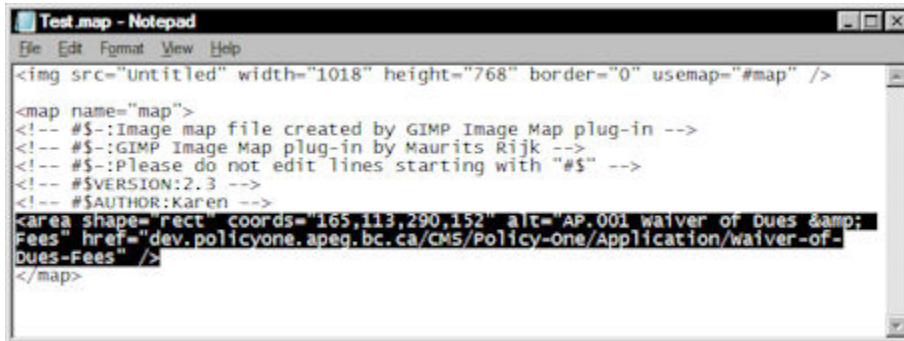 Test.map - Notepad
File Edit Format View Help
<img src="Untitled" width="1018" height="768" border="0" usemap="#map" />
<map name="map">
<!-- #$-:Image map file created by GIMP Image Map plug-in -->
<!-- #$-:GIMP Image Map plug-in by Maurits Rijk -->
<!-- #$-:Please do not edit lines starting with "#$" -->
<!-- #$VERSION:2.3 -->
<!-- #$AUTHOR:Karen -->
<area shape="rect" coords="165,113,290,152" alt="AP.001 Waiver of Dues &amp;
Fees" href="dev.policyone.apeg.bc.ca/CMS/Policy-One/Application/Waiver-of-
Dues-Fees" />
</map>